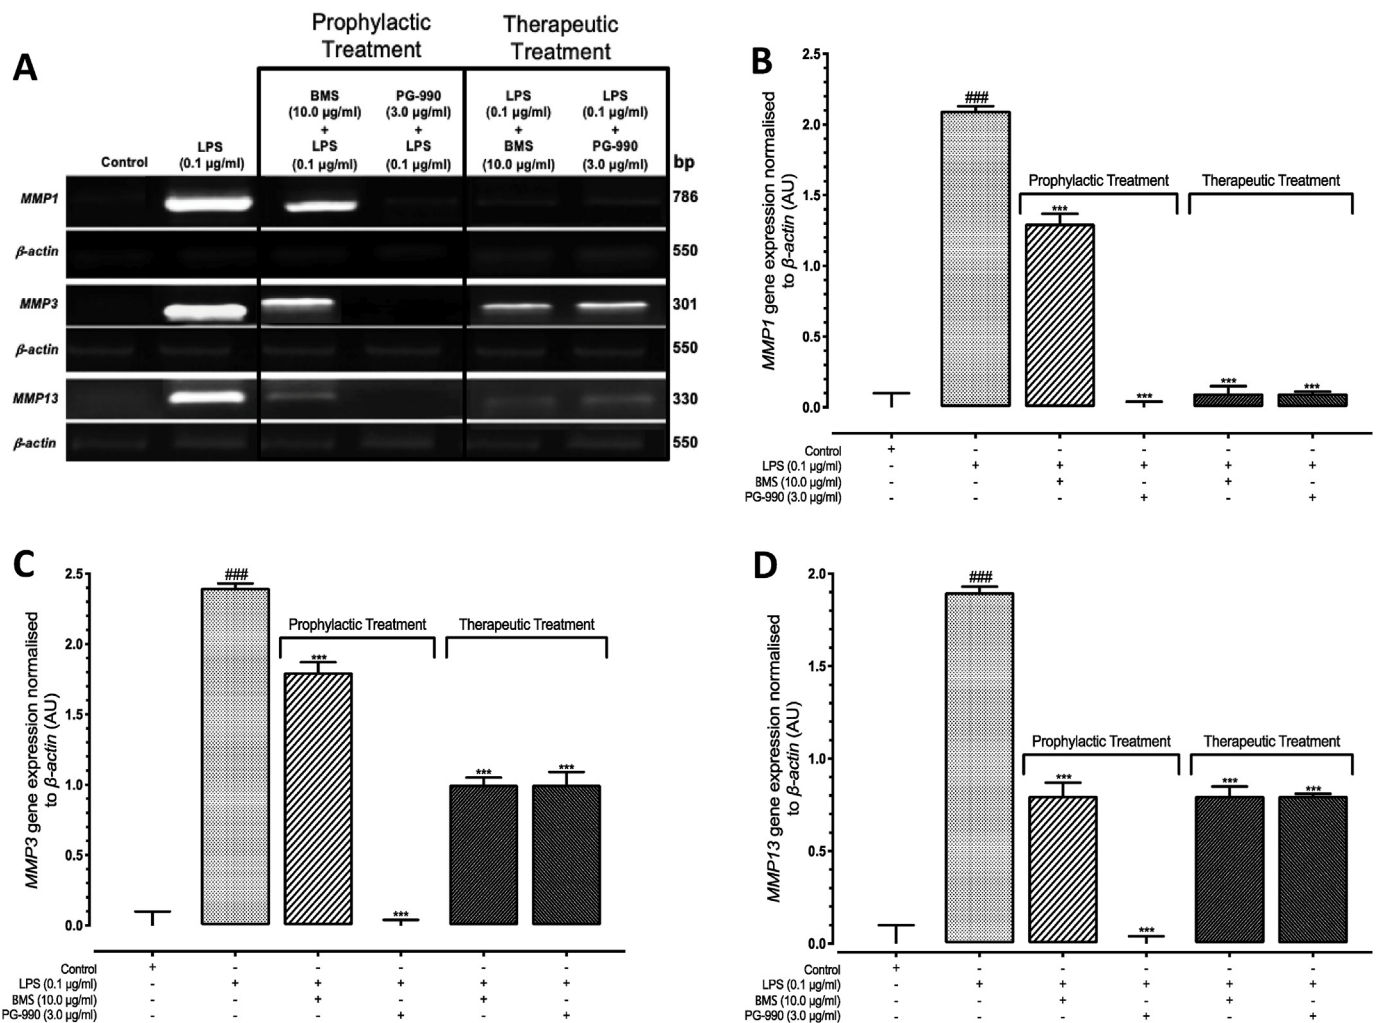 A
Prophylactic
Treatment
Therapeutic
Treatment
Control
LPS
(0.1 µg/ml)
BMS
(10.0 µg/ml)
+
LPS
(0.1 µg/ml)
PG-990
(3.0 µg/ml)
+
LPS
(0.1 µg/ml)
LPS
(0.1 µg/ml)
+
BMS
(10.0 µg/ml)
LPS
(0.1 µg/ml)
+
PG-990
(3.0 µg/ml)
bp
MMP1 786
β-actin 550
MMP3 301
β-actin 550
MMP13 330
β-actin 550
B
MMP1 gene expression normalised
to β-actin (AU)
2.5
2.0
1.5
1.0
0.5
0.0
###
Prophylactic Treatment
Therapeutic Treatment
*** *** *** ***
Control +
LPS (0.1 µg/ml) - + + + + +
BMS (10.0 µg/ml) - - + - + -
PG-990 (3.0 µg/ml) - - - + - +
C
MMP3 gene expression normalised
to β-actin (AU)
2.5
2.0
1.5
1.0
0.5
0.0
###
Prophylactic Treatment
Therapeutic Treatment
*** *** *** ***
Control + - - - - -
LPS (0.1 µg/ml) - + + + + +
BMS (10.0 µg/ml) - - + - + -
PG-990 (3.0 µg/ml) - - - + - +
D
MMP13 gene expression normalised
to β-actin (AU)
2.0
1.5
1.0
0.5
0.0
###
Prophylactic Treatment
Therapeutic Treatment
*** *** *** ***
Control + - - - - -
LPS (0.1 µg/ml) - + + + + +
BMS (10.0 µg/ml) - - + - + -
PG-990 (3.0 µg/ml) - - - + - +